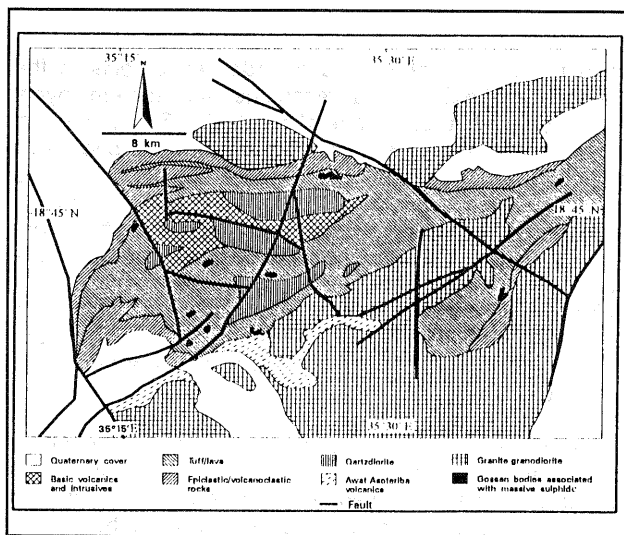 35°15'
35°30' E
N
8 km
18°45' N
18°45' N
35°15' E
35°30' E
Quaternary cover
Tuff/lava
Qartzdiorite
Granite granodiorite
Basic volcanics
and intrusives
Epiclastic/volcanoclastic
rocks
Awat Asoteriba
volcanics
Gossan bodies associated
with massive sulphide
Fault